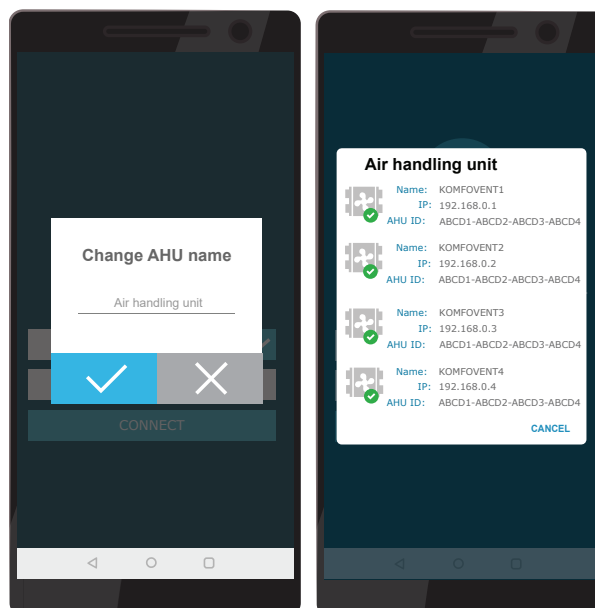 Change AHU name
Air handling unit
CONNECT
Air handling unit
Name: KOMFOVENT1
IP: 192.168.0.1
AHU ID: ABCD1-ABCD2-ABCD3-ABCD4
Name: KOMFOVENT2
IP: 192.168.0.2
AHU ID: ABCD1-ABCD2-ABCD3-ABCD4
Name: KOMFOVENT3
IP: 192.168.0.3
AHU ID: ABCD1-ABCD2-ABCD3-ABCD4
Name: KOMFOVENT4
IP: 192.168.0.4
AHU ID: ABCD1-ABCD2-ABCD3-ABCD4
CANCEL